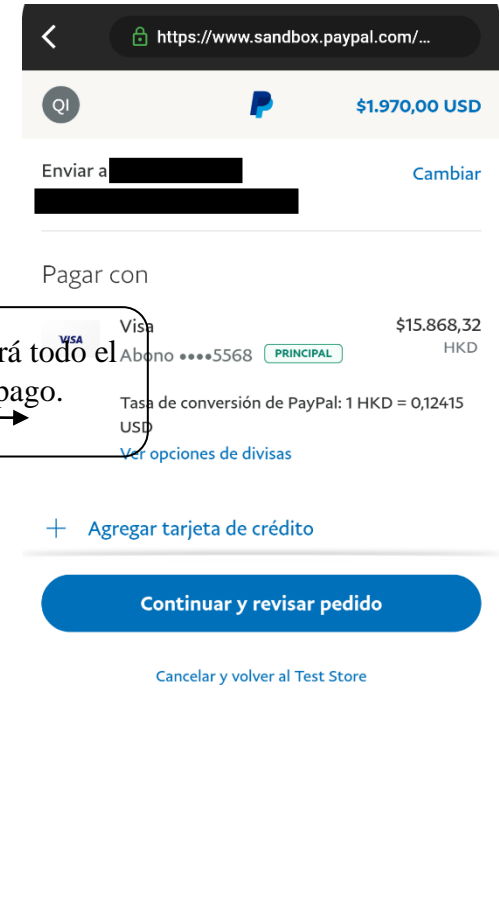 https://www.sandbox.paypal.com/...
QI
$1.970,00 USD
Enviar a
Cambiar
Pagar con
VISA
Visa
$15.868,32
rá todo el
Abono ••••5568 PRINCIPAL
HKD
pago.
Tasa de conversión de PayPal: 1 HKD = 0,12415
USD
Ver opciones de divisas
+ Agregar tarjeta de crédito
Continuar y revisar pedido
Cancelar y volver al Test Store